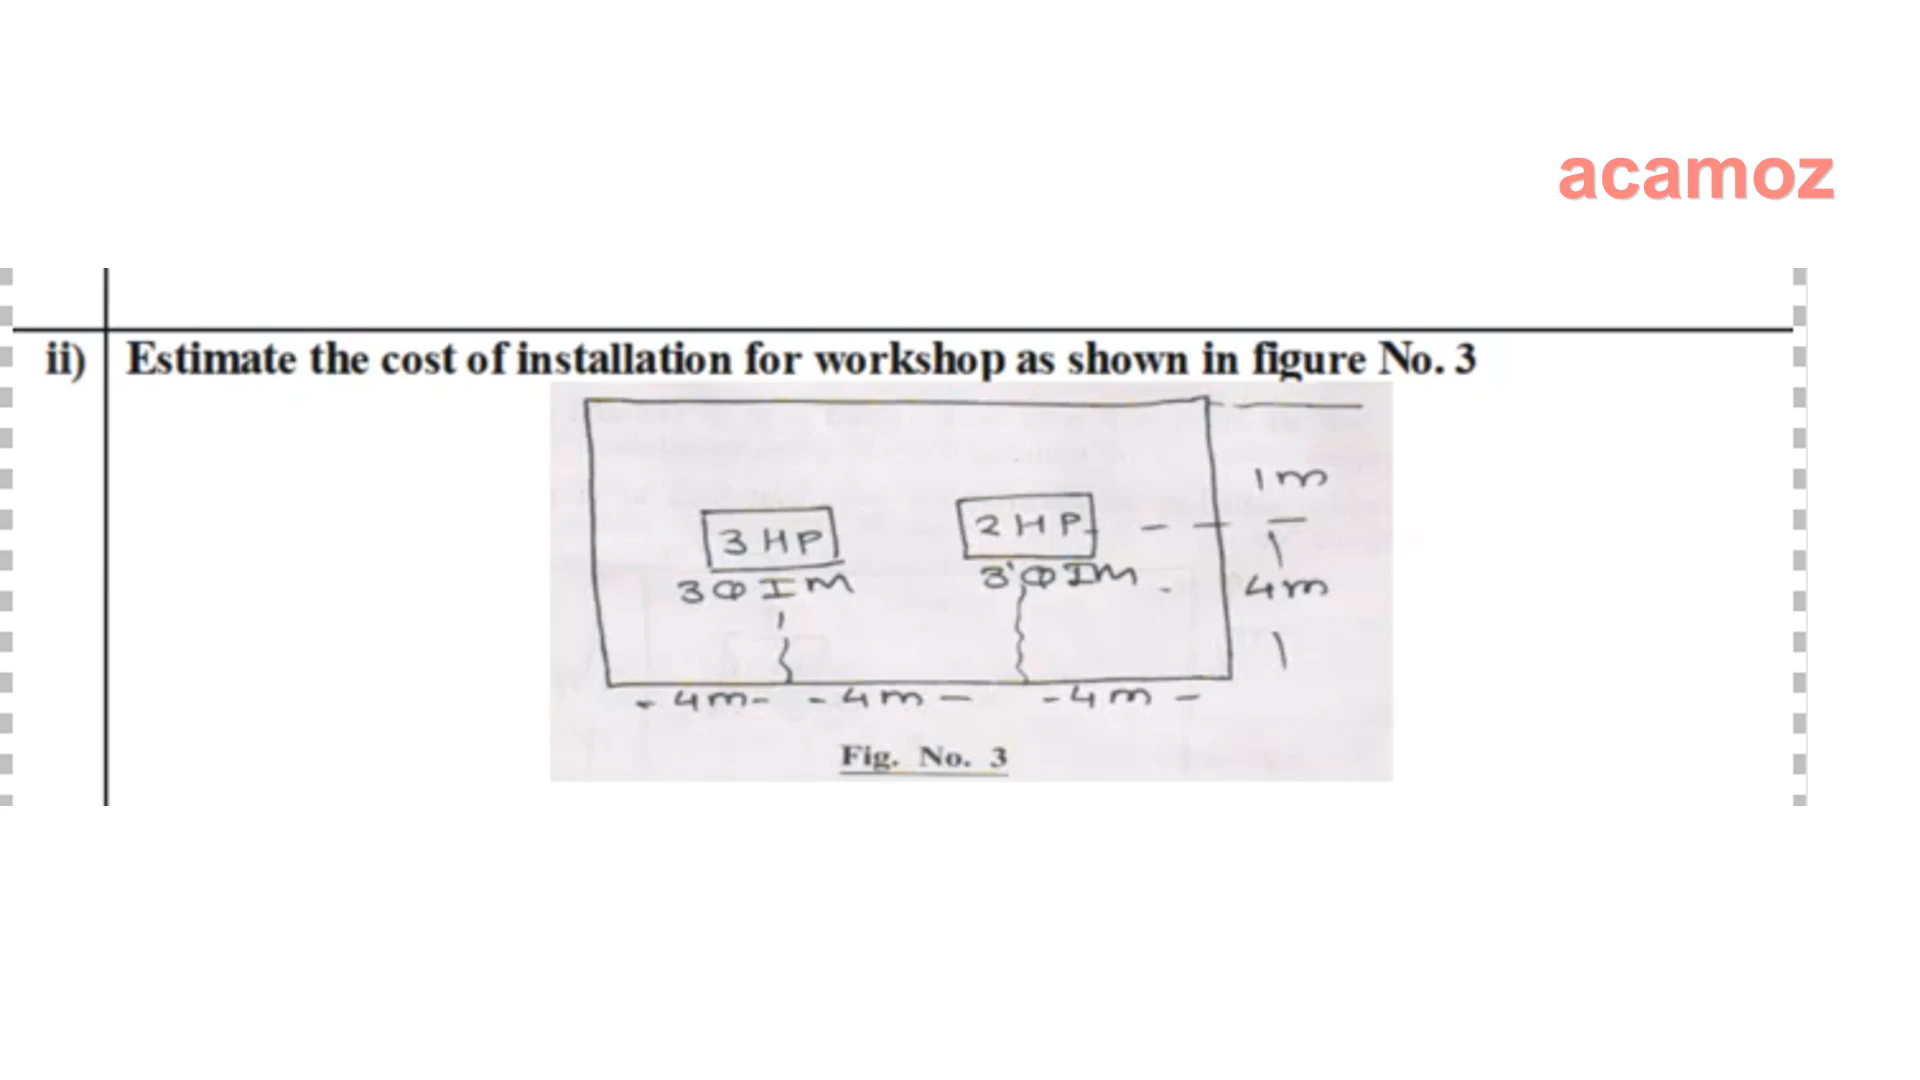 acamoz
ii) Estimate the cost of installation for workshop as shown in figure No. 3
1m
3 HP
2 HP
3Φ IM
3'Φ IM
4m
-4m- -4m- -4m-
Fig. No. 3